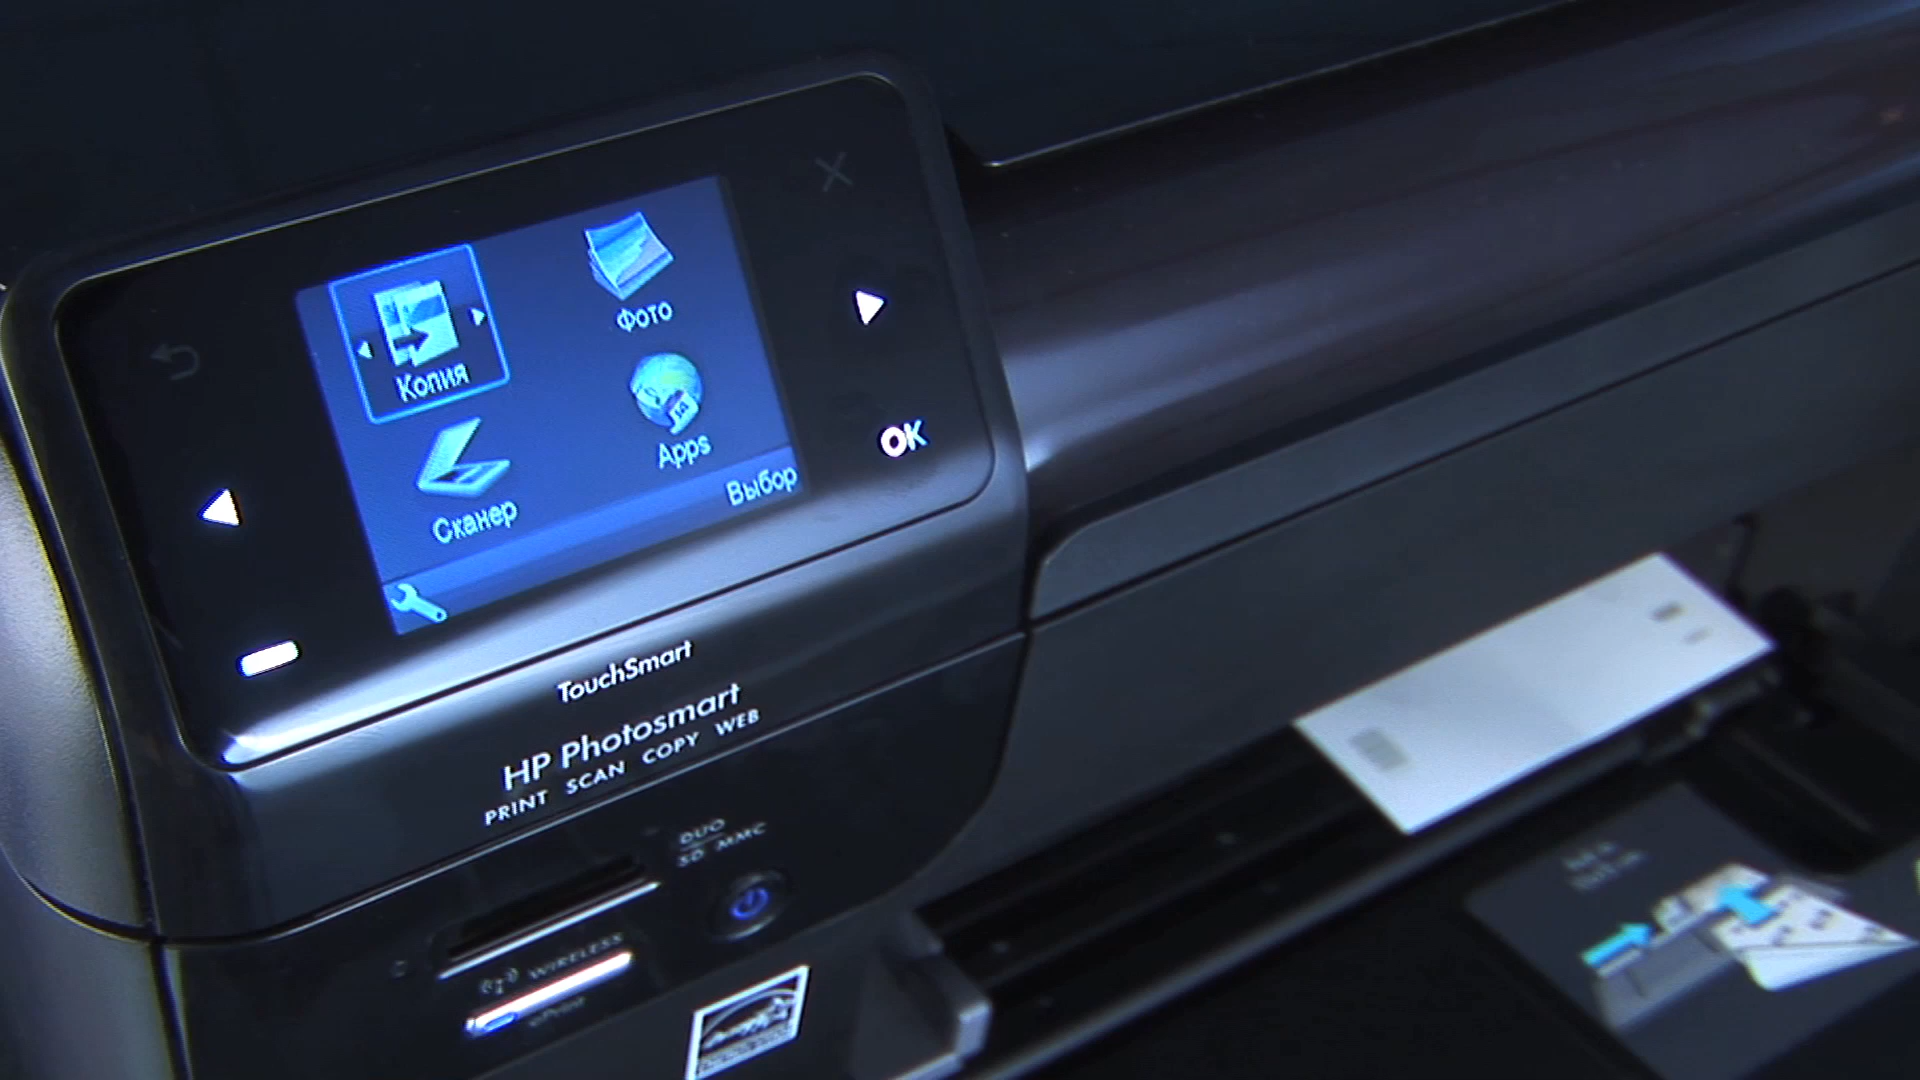 Копия
Фото
Сканер
Apps
Выбор
OK
TouchSmart
HP Photosmart
PRINT SCAN COPY WEB
DUO
SD MMC
WIRELESS
ePrint